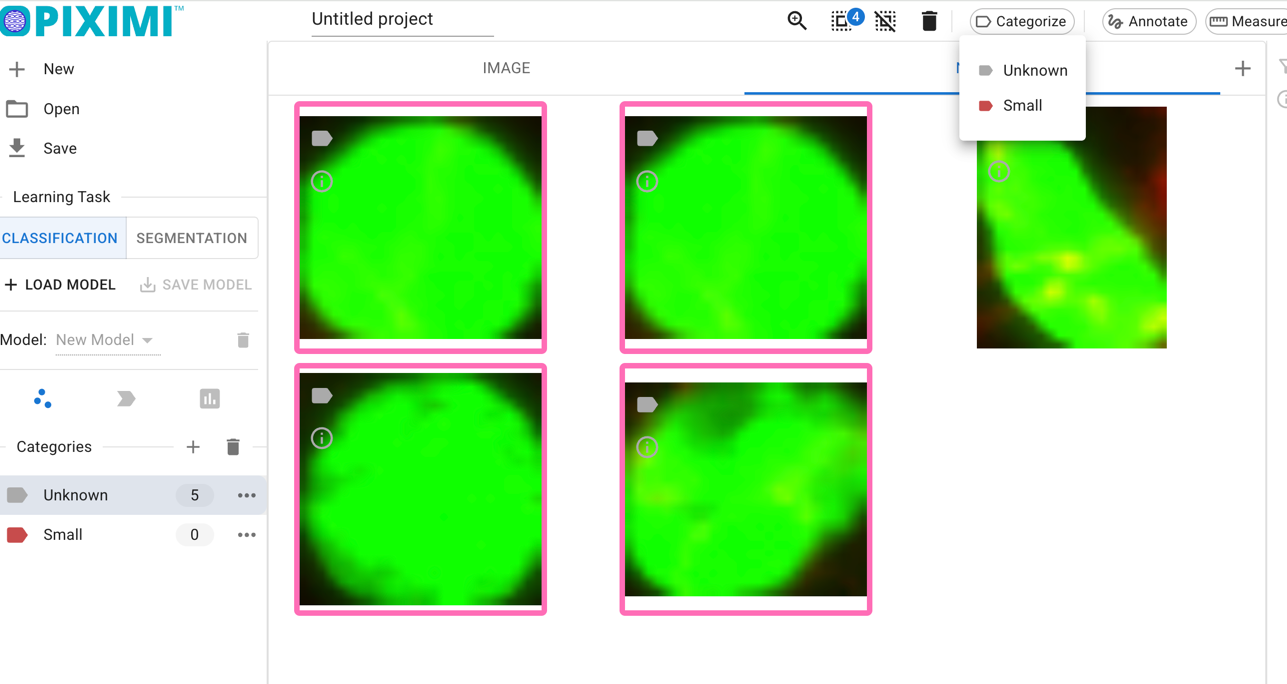 PIXIMI™
Untitled project
4
Categorize
Annotate
Measure
New
Open
Save
IMAGE
Unknown
Small
Learning Task
CLASSIFICATION
SEGMENTATION
LOAD MODEL
SAVE MODEL
Model:
New Model
Categories
Unknown 5
Small 0